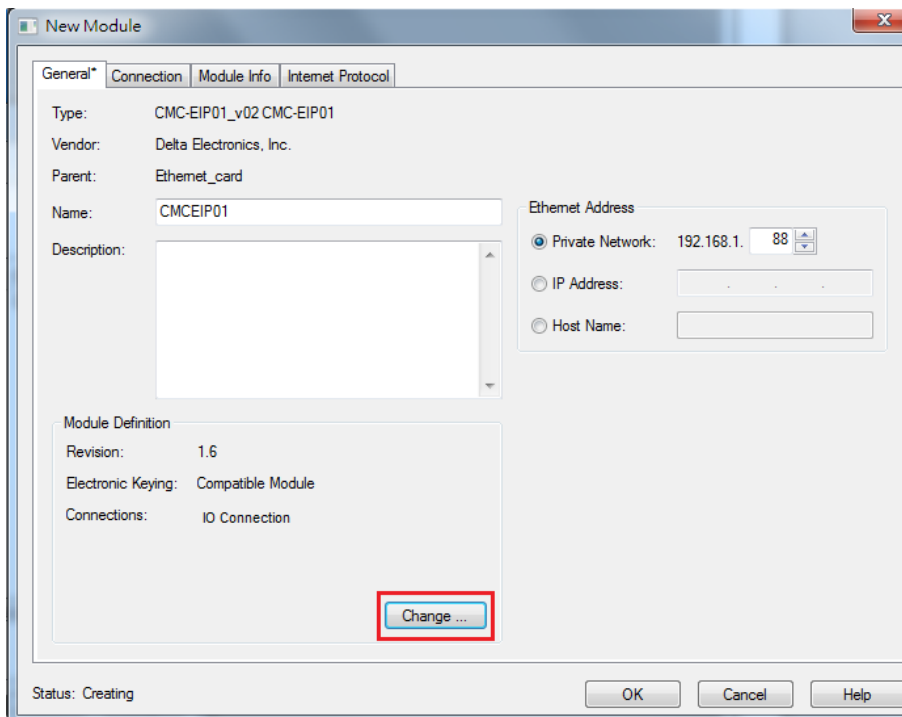 New Module
General* Connection Module Info Internet Protocol
Type: CMC-EIP01_v02 CMC-EIP01
Vendor: Delta Electronics, Inc.
Parent: Ethernet_card
Name: CMCEIP01
Description:
Ethernet Address
Private Network: 192.168.1. 88
IP Address: . . .
Host Name:
Module Definition
Revision: 1.6
Electronic Keying: Compatible Module
Connections: IO Connection
Change ...
Status: Creating
OK Cancel Help